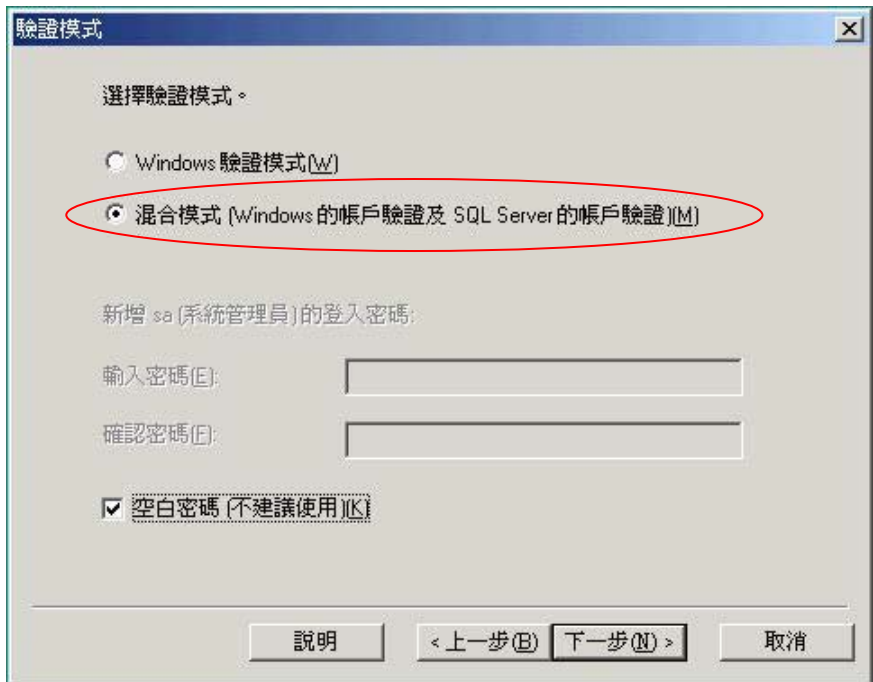 驗證模式
選擇驗證模式。
Windows 驗證模式(W)
混合模式 (Windows 的帳戶驗證及 SQL Server 的帳戶驗證)(M)
新增 sa (系統管理員) 的登入密碼:
輸入密碼(E):
確認密碼(F):
空白密碼 (不建議使用)(K)
說明 < 上一步(B) 下一步(N) > 取消